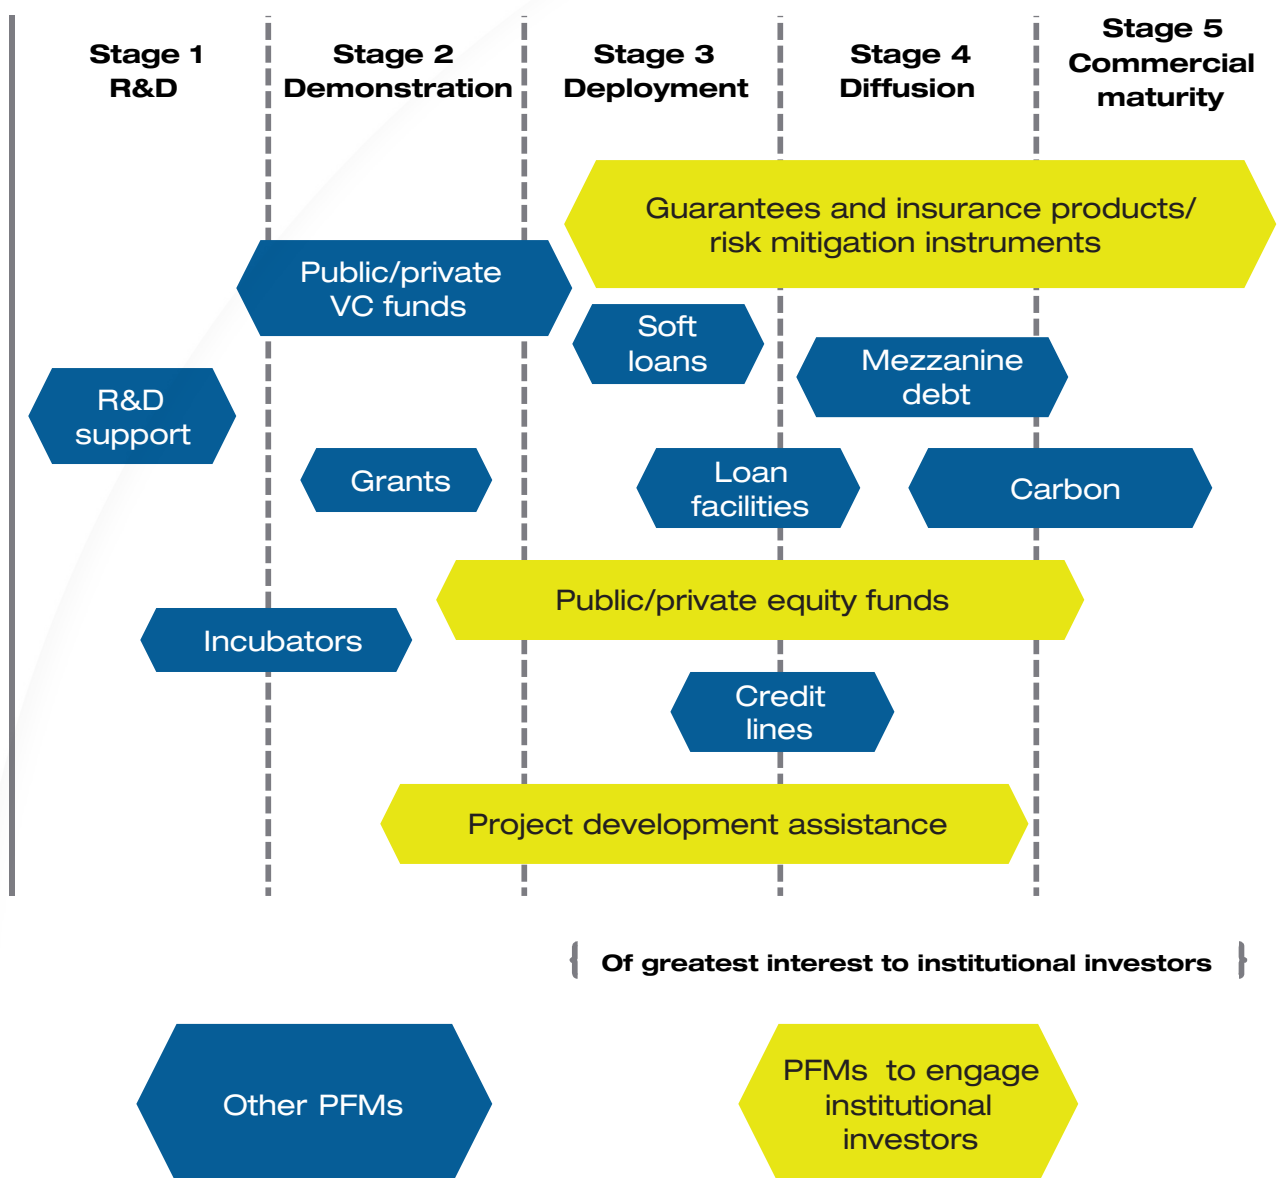 Stage 1
R&D
Stage 2
Demonstration
Stage 3
Deployment
Stage 4
Diffusion
Stage 5
Commercial
maturity
Guarantees and insurance products/
risk mitigation instruments
Public/private
VC funds
Soft
loans
Mezzanine
debt
R&D
support
Grants
Loan
facilities
Carbon
Public/private equity funds
Incubators
Credit
lines
Project development assistance
Of greatest interest to institutional investors
Other PFMs
PFMs to engage
institutional
investors